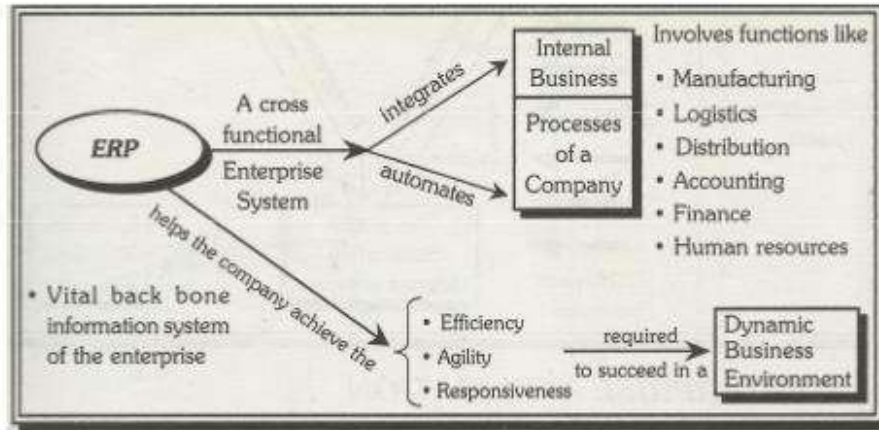 ERP
A cross
functional
Enterprise
System
integrates
automates
Internal
Business
Processes
of a
Company
Involves functions like
• Manufacturing
• Logistics
• Distribution
• Accounting
• Finance
• Human resources
helps the company achieve the
• Vital back bone
information system
of the enterprise
• Efficiency
• Agility
• Responsiveness
required
to succeed in a
Dynamic
Business
Environment